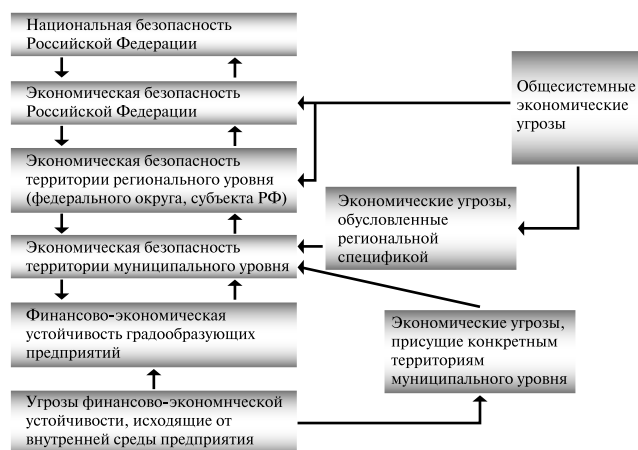 Национальная безопасность
Российской Федерации
Экономическая безопасность
Российской Федерации
Экономическая безопасность
территории регионального уровня
(федерального округа, субъекта РФ)
Экономическая безопасность
территории муниципального уровня
Финансово-экономическая
устойчивость градообразующих
предприятий
Угрозы финансово-экономнческой
устойчивости, исходящие от
внутренней среды предприятия
Общесистемные
экономические
угрозы
Экономические угрозы,
обусловленные
региональной
спецификой
Экономические угрозы,
присущие конкретным
территориям
муниципального уровня